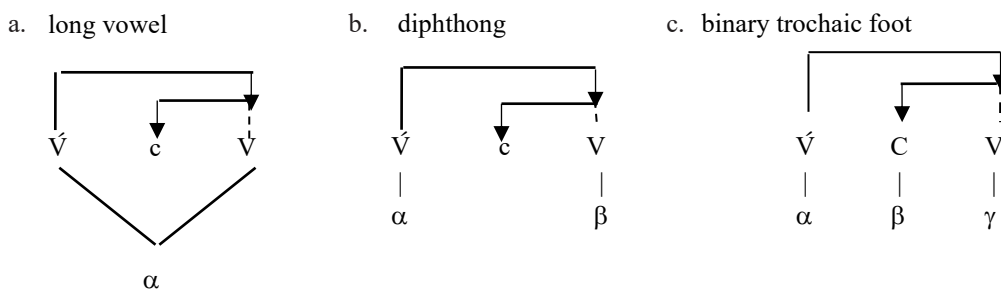 a. long vowel b. diphthong c. binary trochaic foot
V́ c V V́ c V V́ C V
α β α β γ
α